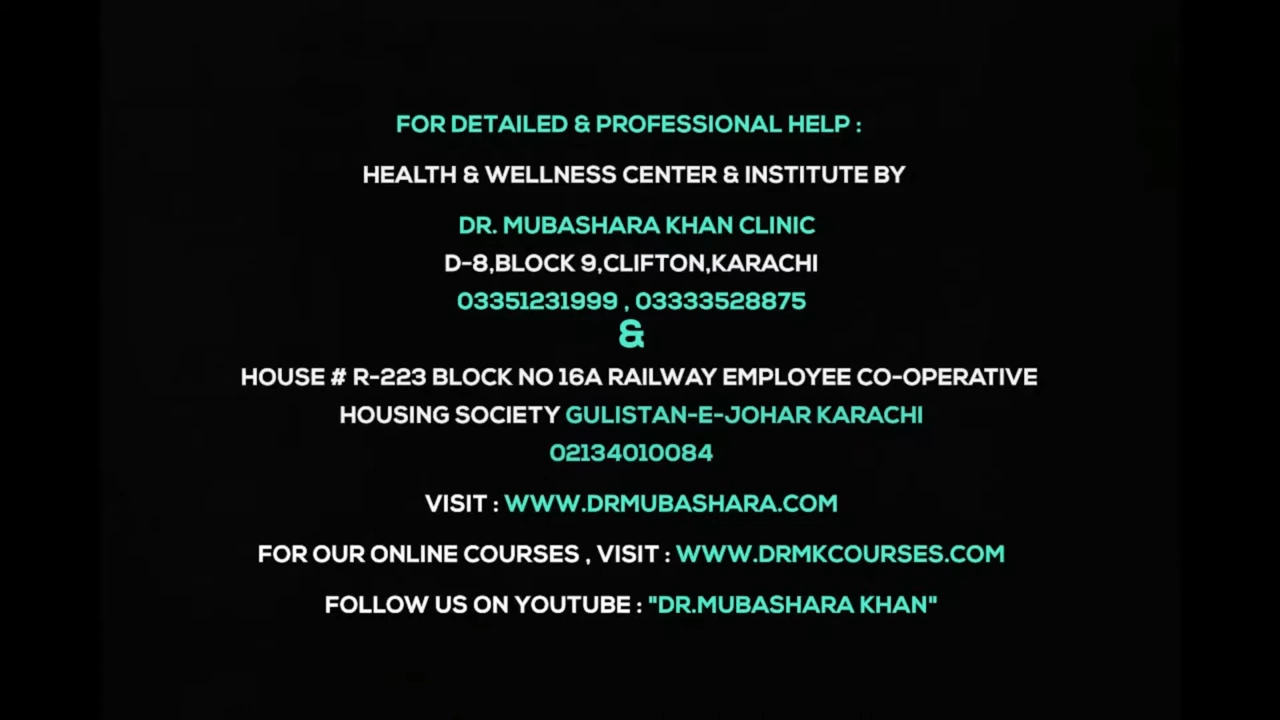 FOR DETAILED & PROFESSIONAL HELP :
HEALTH & WELLNESS CENTER & INSTITUTE BY
DR. MUBASHARA KHAN CLINIC
D-8,BLOCK 9,CLIFTON,KARACHI
03351231999 , 03333528875
&
HOUSE # R-223 BLOCK NO 16A RAILWAY EMPLOYEE CO-OPERATIVE
HOUSING SOCIETY GULISTAN-E-JOHAR KARACHI
02134010084
VISIT : WWW.DRMUBASHARA.COM
FOR OUR ONLINE COURSES , VISIT : WWW.DRMKCOURSES.COM
FOLLOW US ON YOUTUBE : "DR.MUBASHARA KHAN"